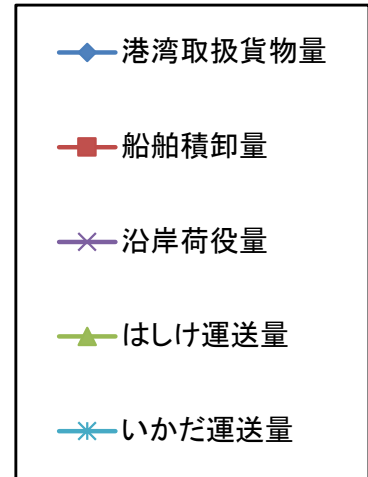 港湾取扱貨物量
船舶積卸量
沿岸荷役量
はしけ運送量
いかだ運送量